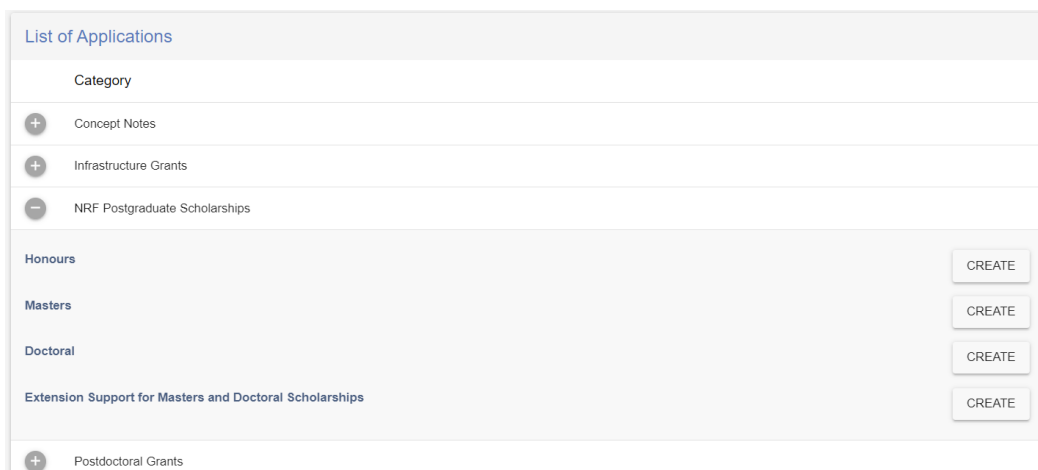 List of Applications
Category
Concept Notes
Infrastructure Grants
NRF Postgraduate Scholarships
Honours
CREATE
Masters
CREATE
Doctoral
CREATE
Extension Support for Masters and Doctoral Scholarships
CREATE
Postdoctoral Grants